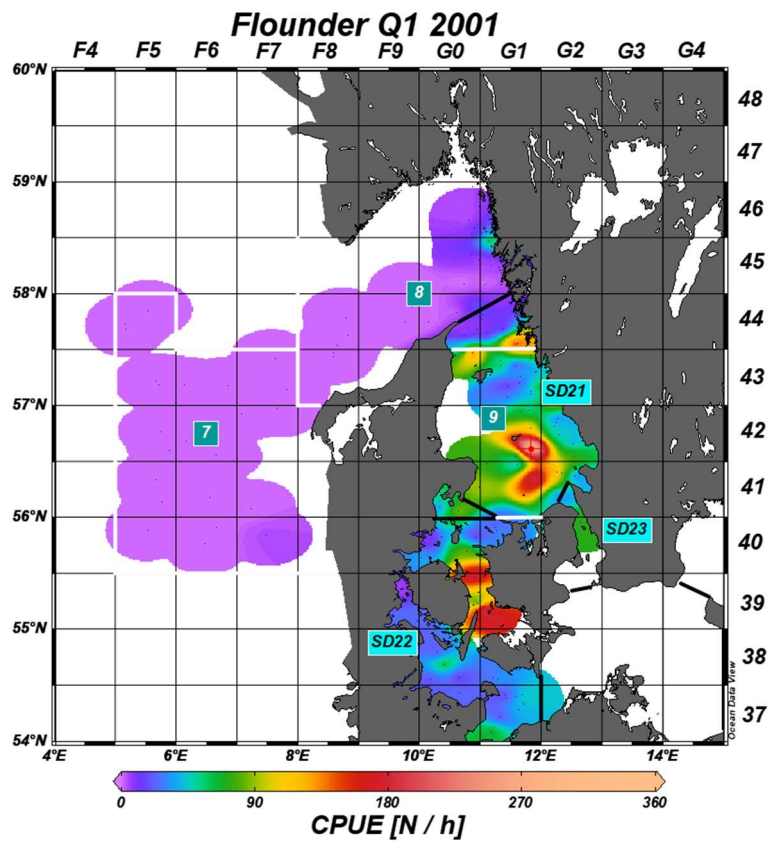 Flounder Q1 2001
F4 F5 F6 F7 F8 F9 G0 G1 G2 G3 G4
60°N
48
47
59°N
46
45
8
58°N
44
SD21
43
57°N
9
7
42
41
56°N
SD23
40
39
55°N
SD22
38
37
Ocean Data View
54°N
4°E 6°E 8°E 10°E 12°E 14°E
0 90 180 270 360
CPUE [N / h]